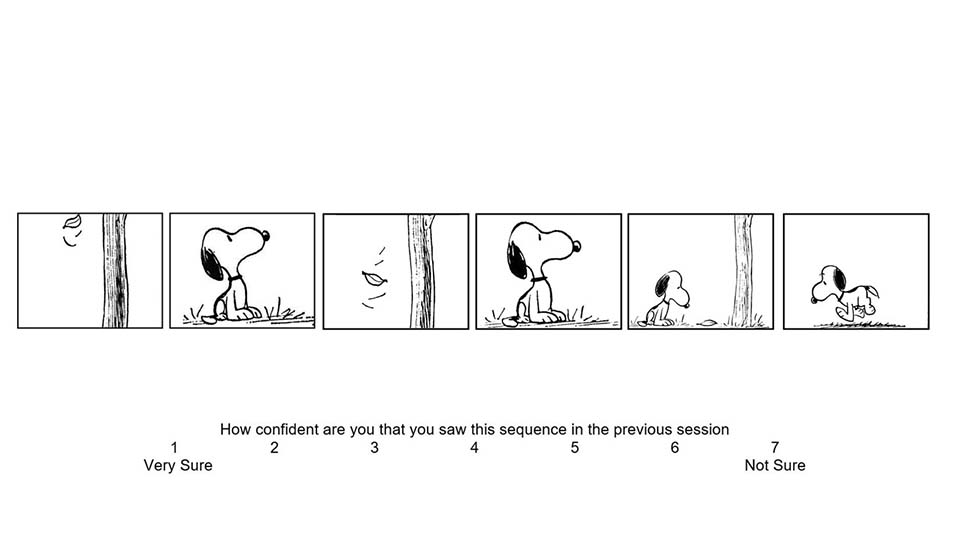 How confident are you that you saw this sequence in the previous session
1 2 3 4 5 6 7
Very Sure Not Sure